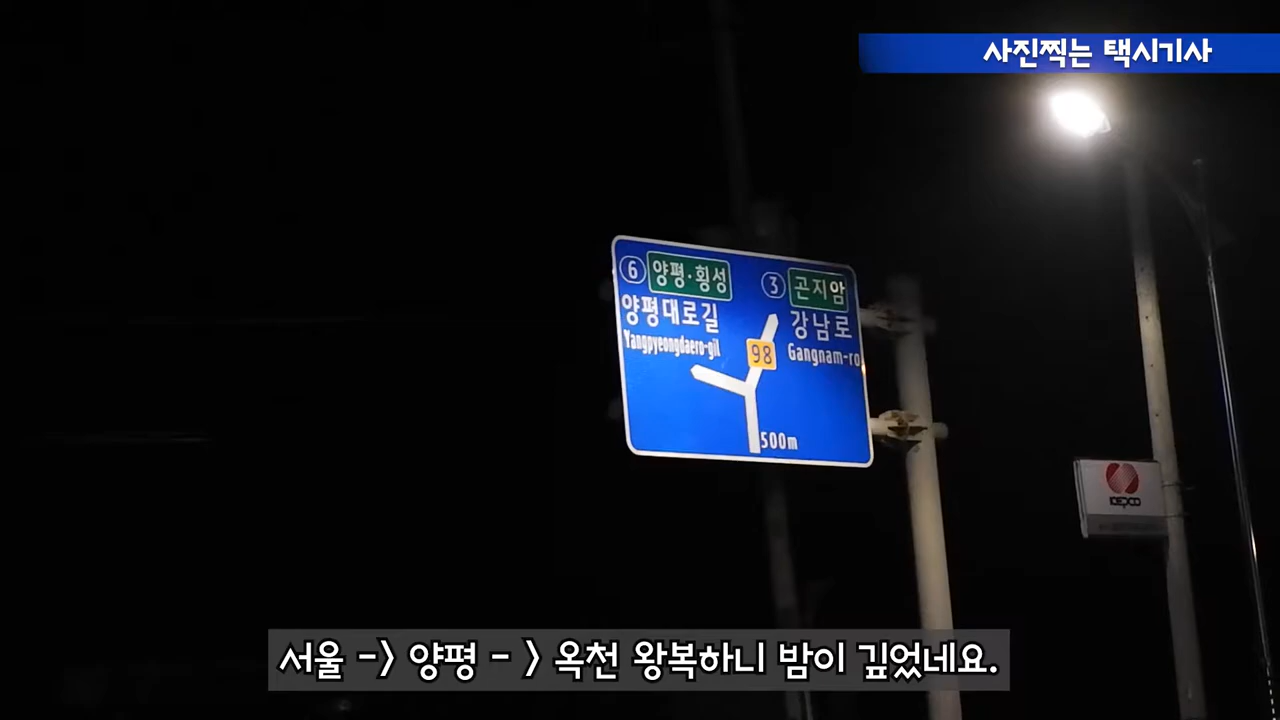 사진찍는 택시기사
6 양평·횡성
양평대로길
Yangpyeongdaero-gil
3 곤지암
강남로
Gangnam-ro
98
500m
KEPCO
서울 -> 양평 - > 옥천 왕복하니 밤이 깊었네요.